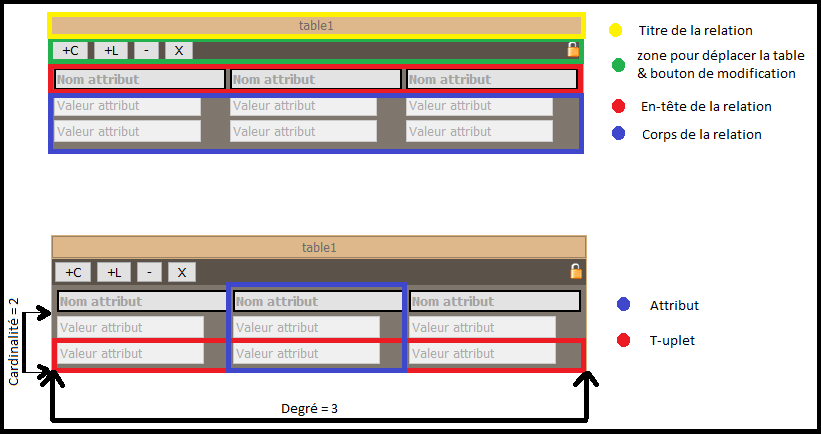 table1
+C +L - X
Nom attribut Nom attribut Nom attribut
Valeur attribut Valeur attribut Valeur attribut
Valeur attribut Valeur attribut Valeur attribut
Titre de la relation
zone pour déplacer la table
& bouton de modification
En-tête de la relation
Corps de la relation
table1
+C +L - X
Nom attribut Nom attribut Nom attribut
Valeur attribut Valeur attribut Valeur attribut
Valeur attribut Valeur attribut Valeur attribut
Cardinalité = 2
Degré = 3
Attribut
T-uplet